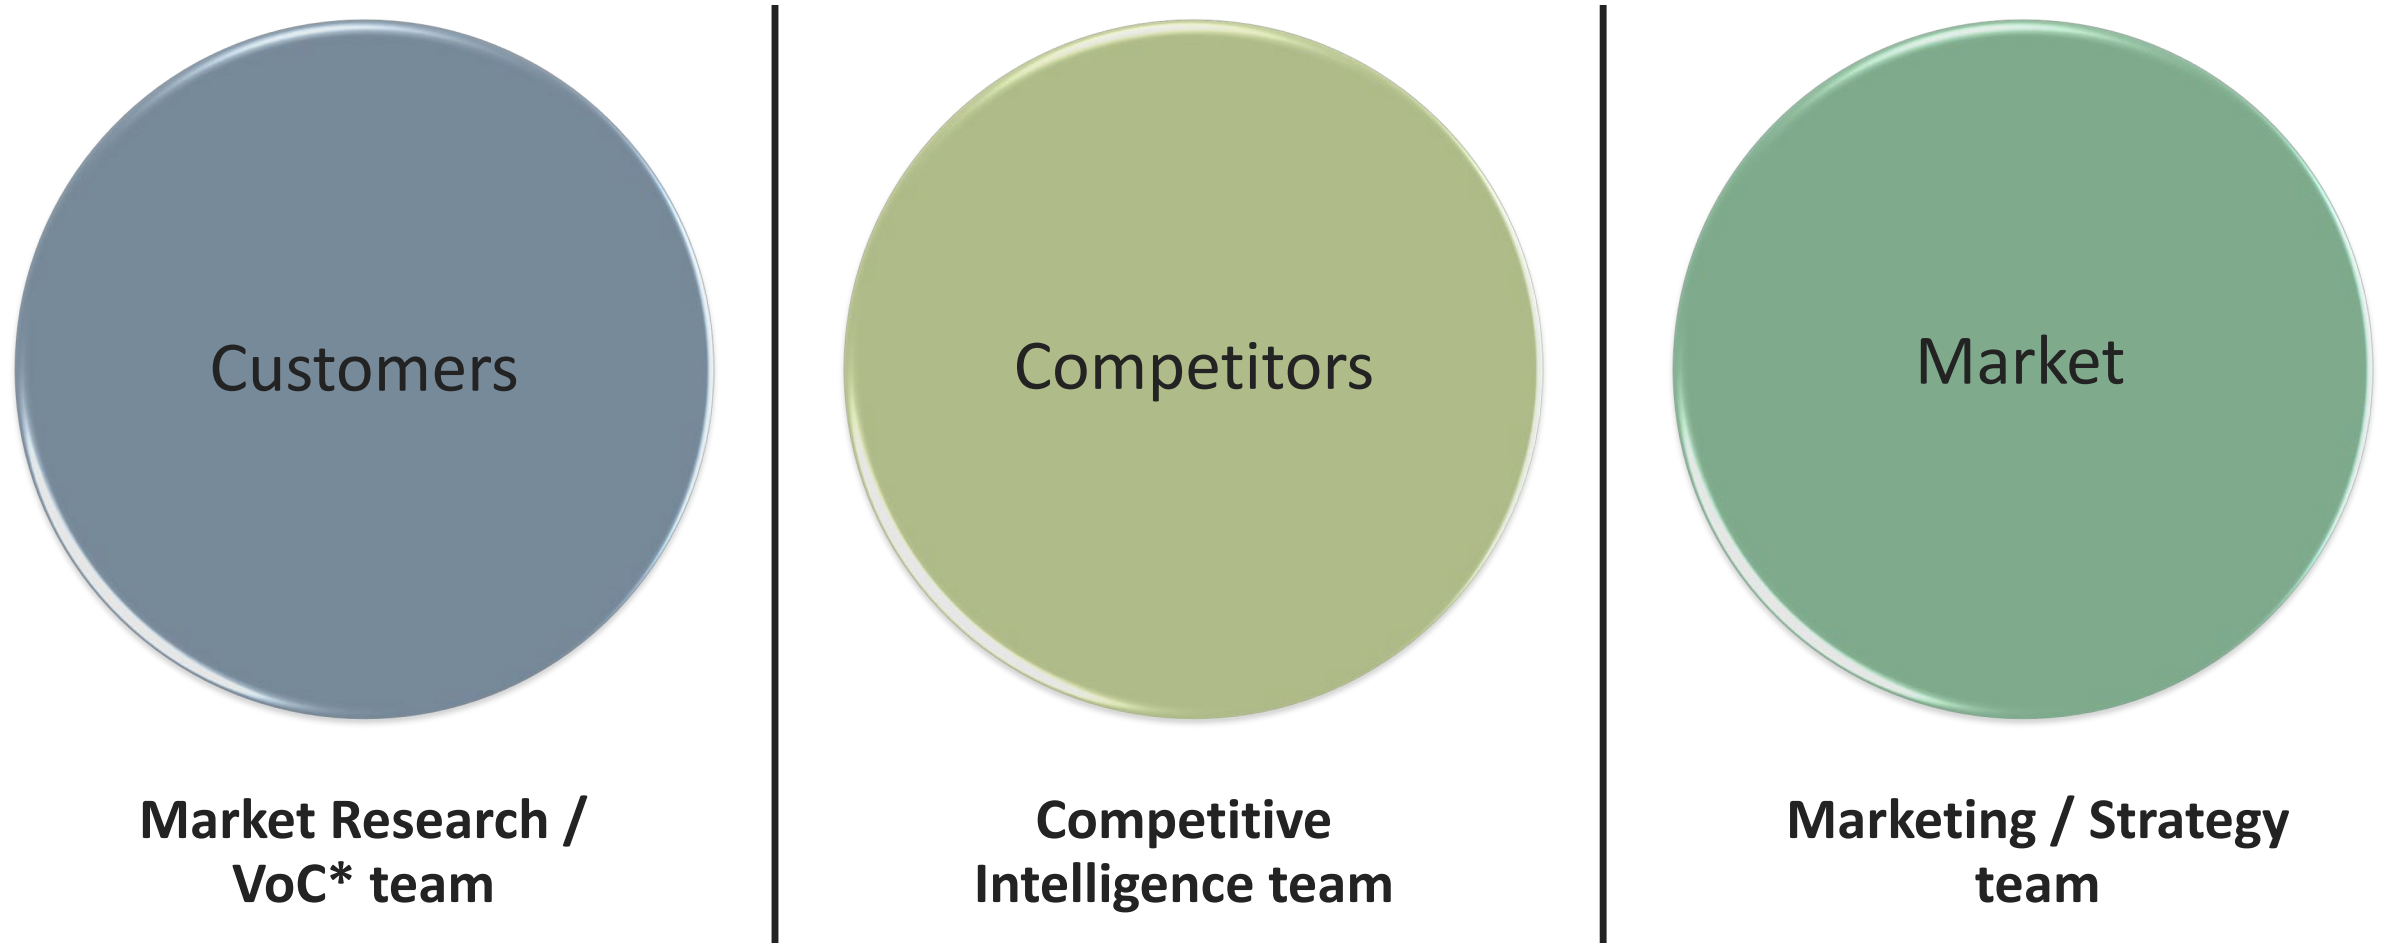 Customers
Market Research /
VoC* team
Competitors
Competitive
Intelligence team
Market
Marketing / Strategy
team